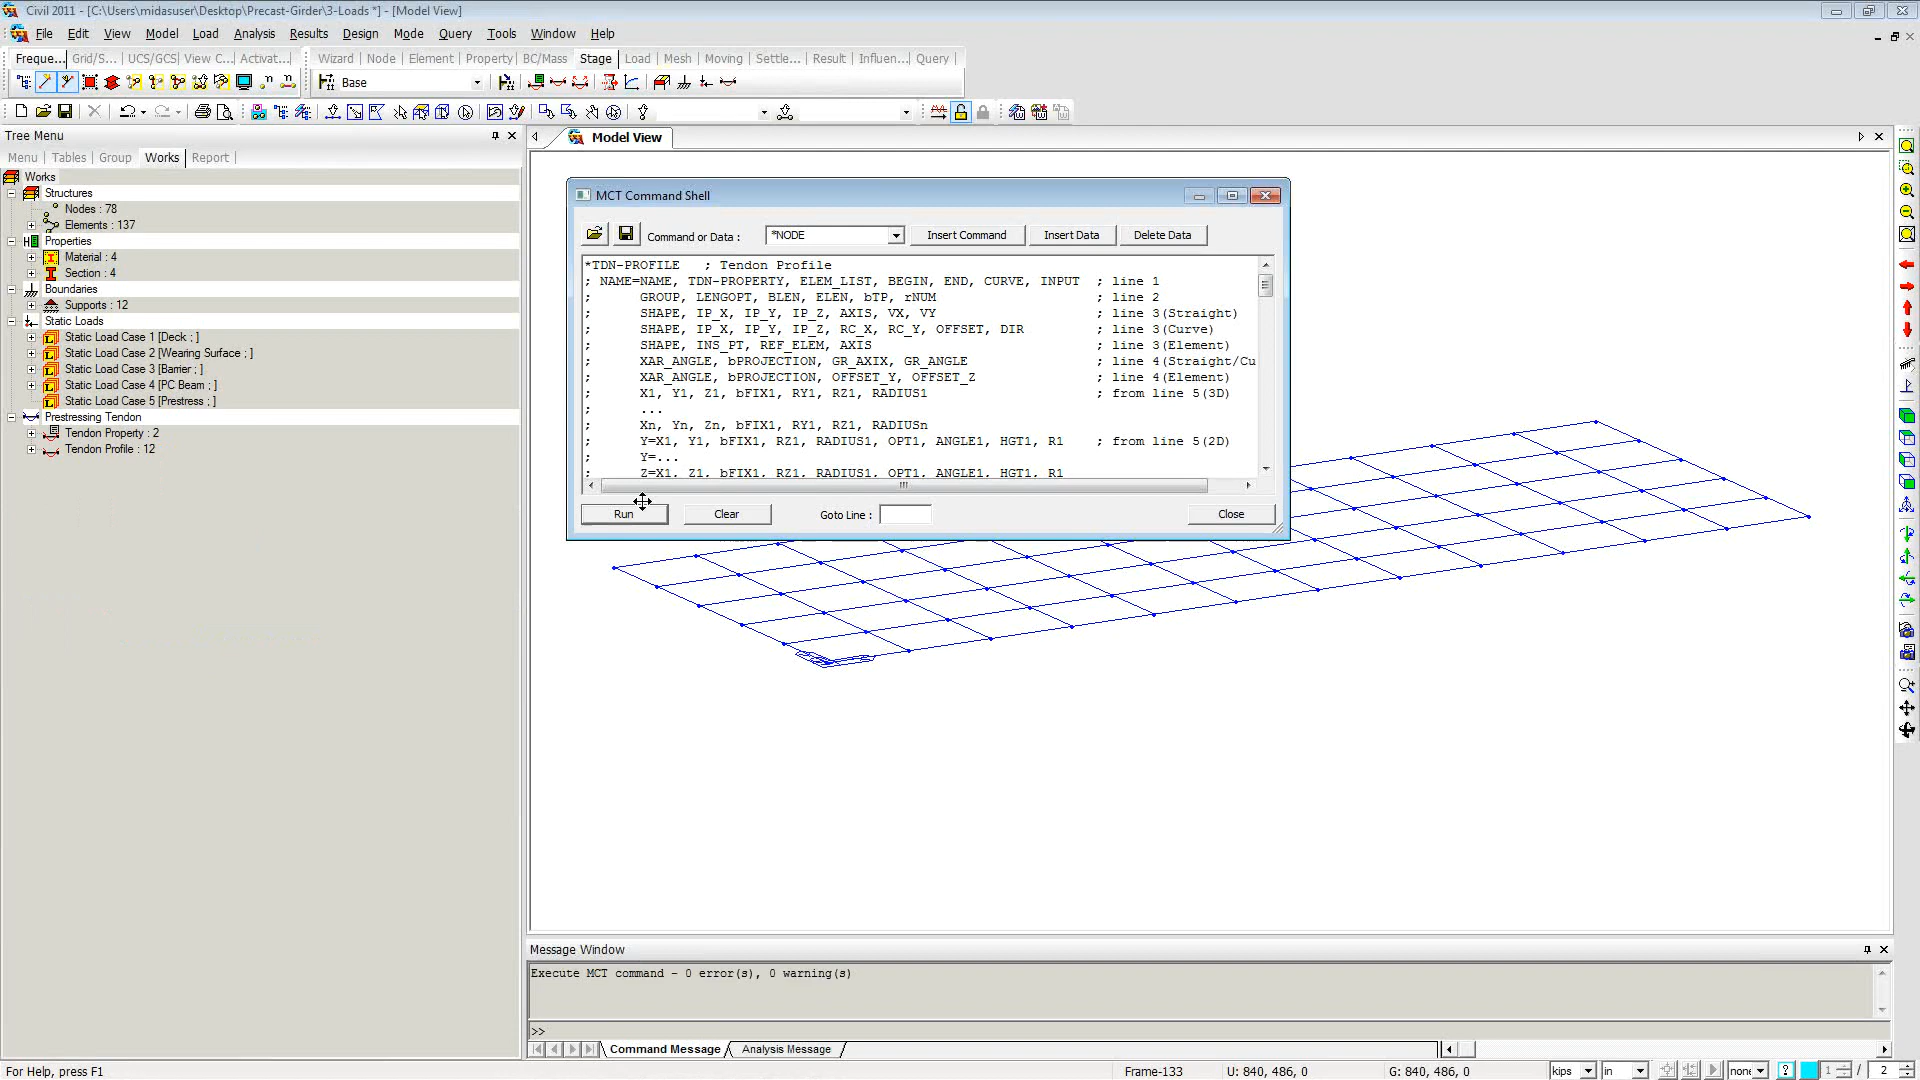 Civil 2011 - [C:\Users\midasuser\Desktop\Precast-Girder\3-Loads *] - [Model View]
File Edit View Model Load Analysis Results Design Mode Query Tools Window Help
Freque... Grid/S... UCS/GCS View C... Activat... Wizard Node Element Property BC/Mass Stage Load Mesh Moving Settle... Result Influen... Query
Base
Tree Menu
Menu Tables Group Works Report
Works
Structures
Nodes : 78
Elements : 137
Properties
Material : 4
Section : 4
Boundaries
Supports : 12
Static Loads
Static Load Case 1 [Deck ; ]
Static Load Case 2 [Wearing Surface ; ]
Static Load Case 3 [Barrier ; ]
Static Load Case 4 [PC Beam ; ]
Static Load Case 5 [Prestress ; ]
Prestressing Tendon
Tendon Property : 2
Tendon Profile : 12
Model View
MCT Command Shell
Command or Data : *NODE Insert Command Insert Data Delete Data
*TDN-PROFILE ; Tendon Profile
; NAME=NAME, TDN-PROPERTY, ELEM_LIST, BEGIN, END, CURVE, INPUT ; line 1
; GROUP, LENGOPT, BLEN, ELEN, bTP, rNUM ; line 2
; SHAPE, IP_X, IP_Y, IP_Z, AXIS, VX, VY ; line 3(Straight)
; SHAPE, IP_X, IP_Y, IP_Z, RC_X, RC_Y, OFFSET, DIR ; line 3(Curve)
; SHAPE, INS_PT, REF_ELEM, AXIS ; line 3(Element)
; XAR_ANGLE, bPROJECTION, GR_AXIX, GR_ANGLE ; line 4(Straight/Cu
; XAR_ANGLE, bPROJECTION, OFFSET_Y, OFFSET_Z ; line 4(Element)
; X1, Y1, Z1, bFIX1, RY1, RZ1, RADIUS1 ; from line 5(3D)
; ...
; Xn, Yn, Zn, bFIX1, RY1, RZ1, RADIUSn
; Y=X1, Y1, bFIX1, RZ1, RADIUS1, OPT1, ANGLE1, HGT1, R1 ; from line 5(2D)
; Y=...
; Z=X1, Z1, bFIX1, RZ1, RADIUS1, OPT1, ANGLE1, HGT1, R1
Run Clear Goto Line : Close
Message Window
Execute MCT command - 0 error(s), 0 warning(s)
>>
Command Message Analysis Message
For Help, press F1
Frame-133 U: 840, 486, 0 G: 840, 486, 0 kips in none ? 1 / 2